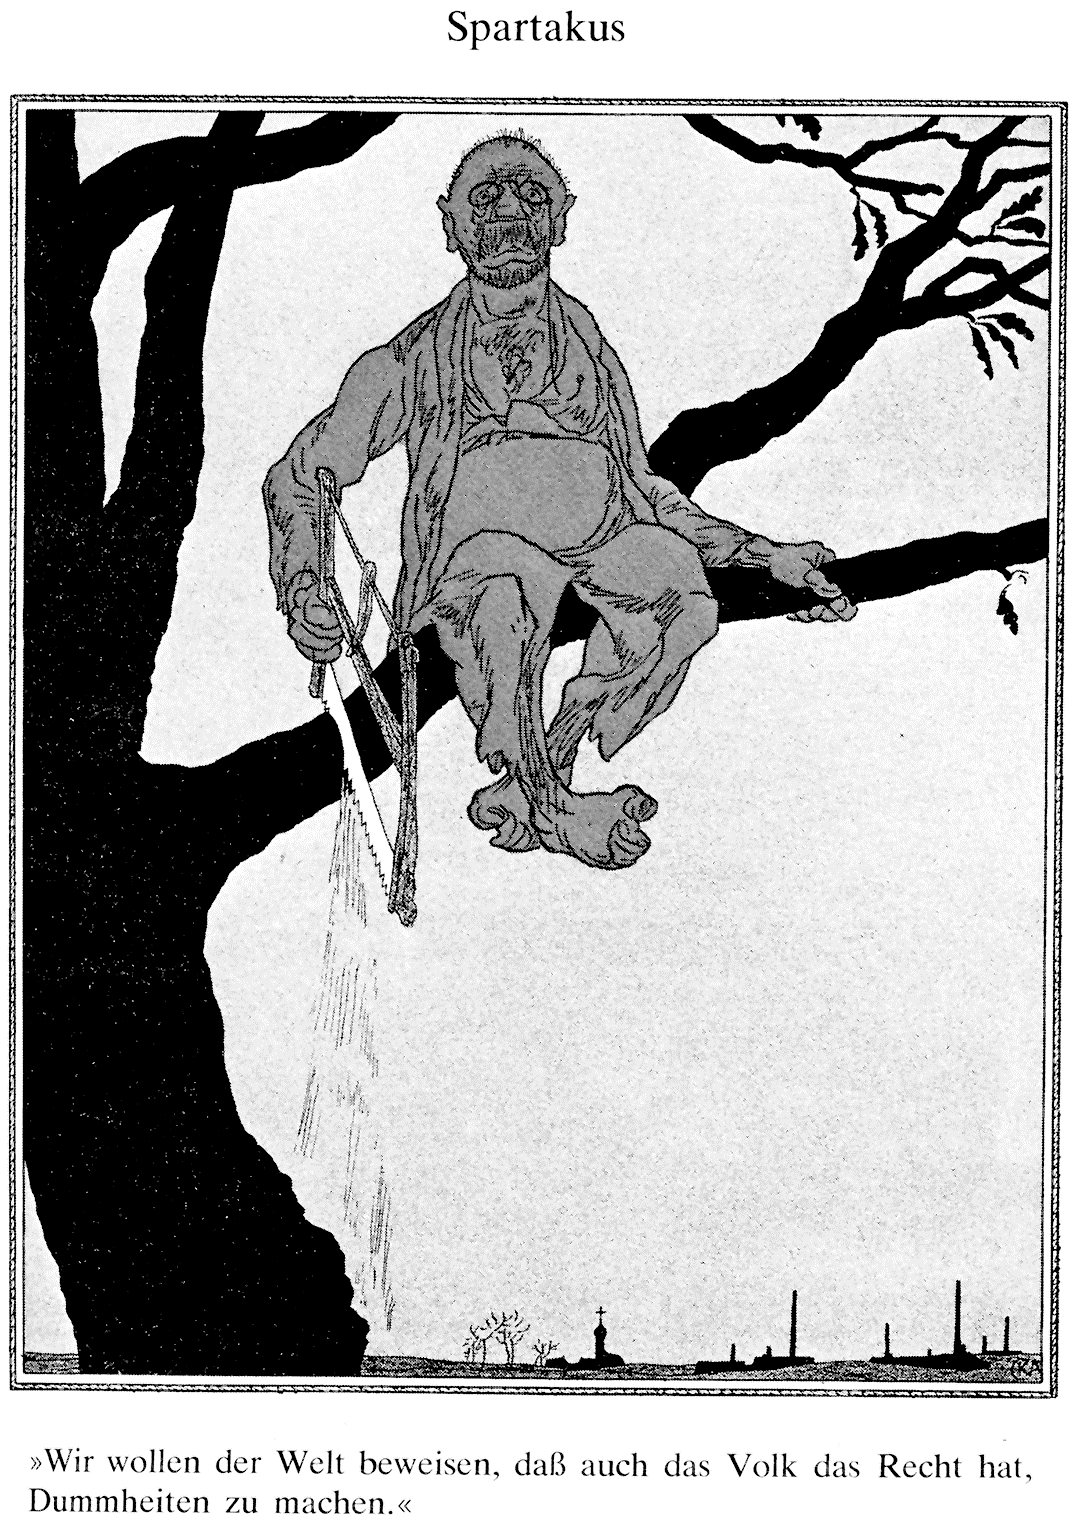 Spartakus
»Wir wollen der Welt beweisen, daß auch das Volk das Recht hat,
Dummheiten zu machen.«